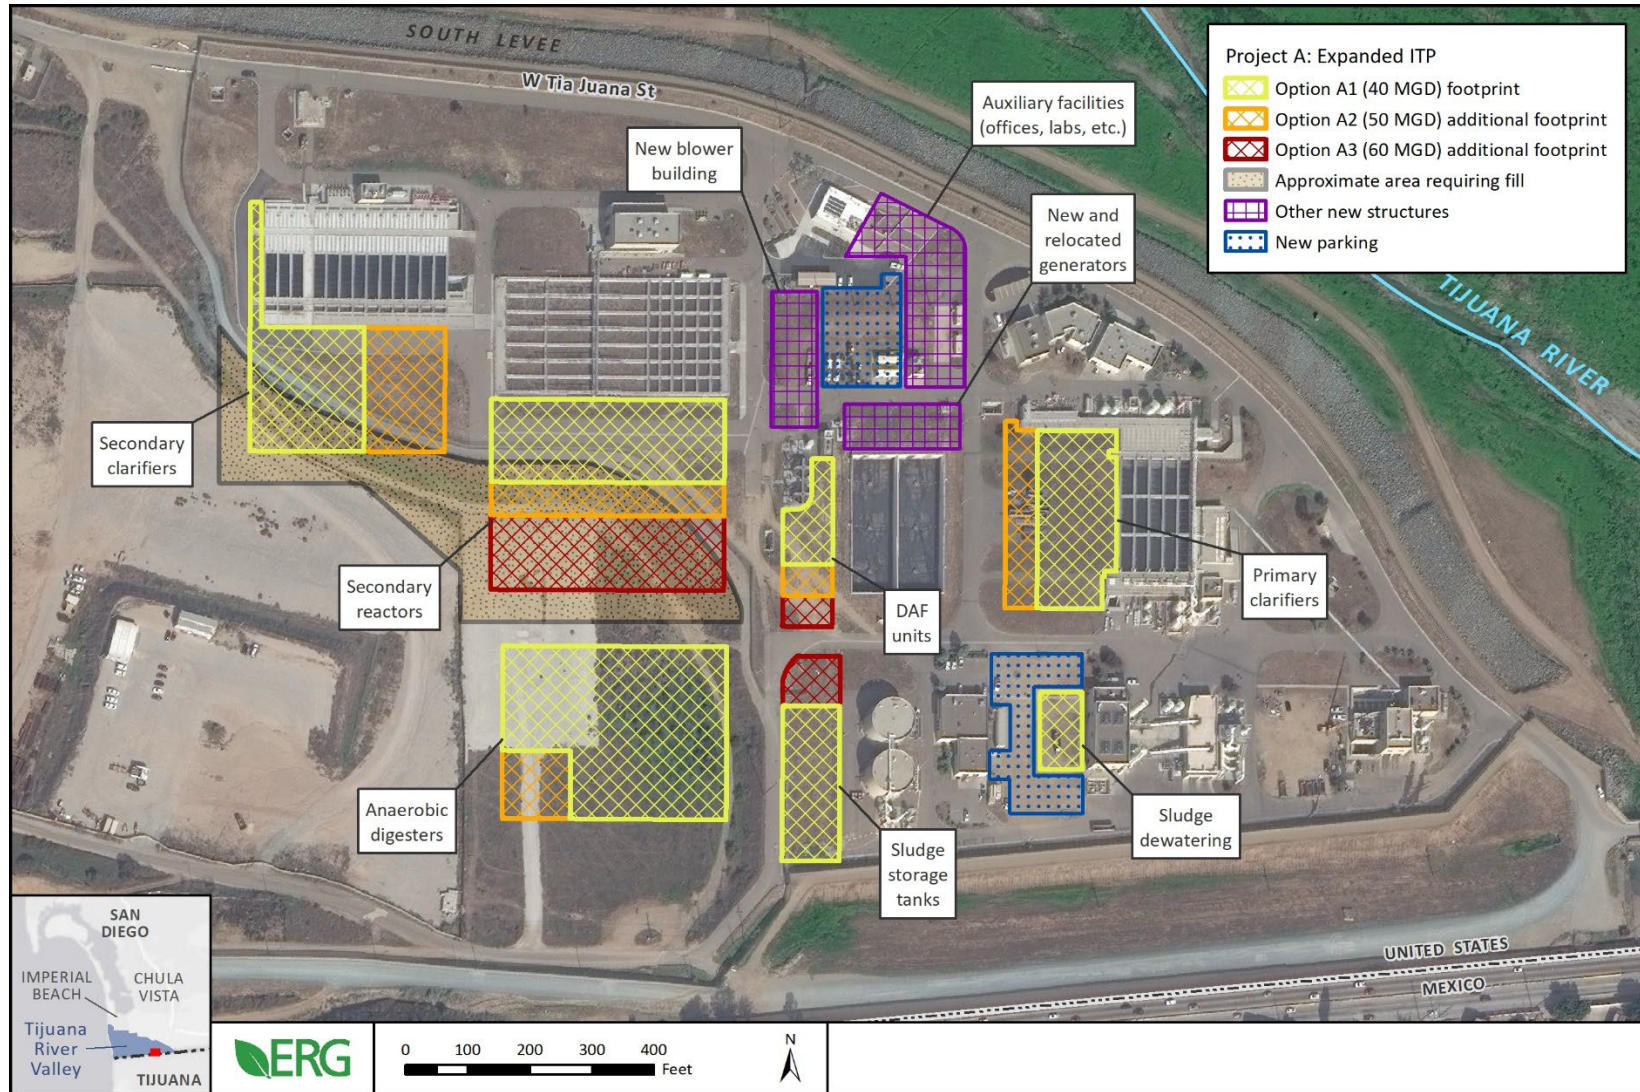 SOUTH LEVEE
W Tia Juana St
Project A: Expanded ITP
Option A1 (40 MGD) footprint
Option A2 (50 MGD) additional footprint
Option A3 (60 MGD) additional footprint
Approximate area requiring fill
Other new structures
New parking
Auxiliary facilities
(offices, labs, etc.)
New blower
building
New and
relocated
generators
TIJUANA RIVER
Secondary
clarifiers
Secondary
reactors
DAF
units
Primary
clarifiers
Anaerobic
digesters
Sludge
storage
tanks
Sludge
dewatering
UNITED STATES
MEXICO
SAN
DIEGO
IMPERIAL
BEACH
CHULA
VISTA
Tijuana
River
Valley
TIJUANA
ERG
0 100 200 300 400
Feet
N